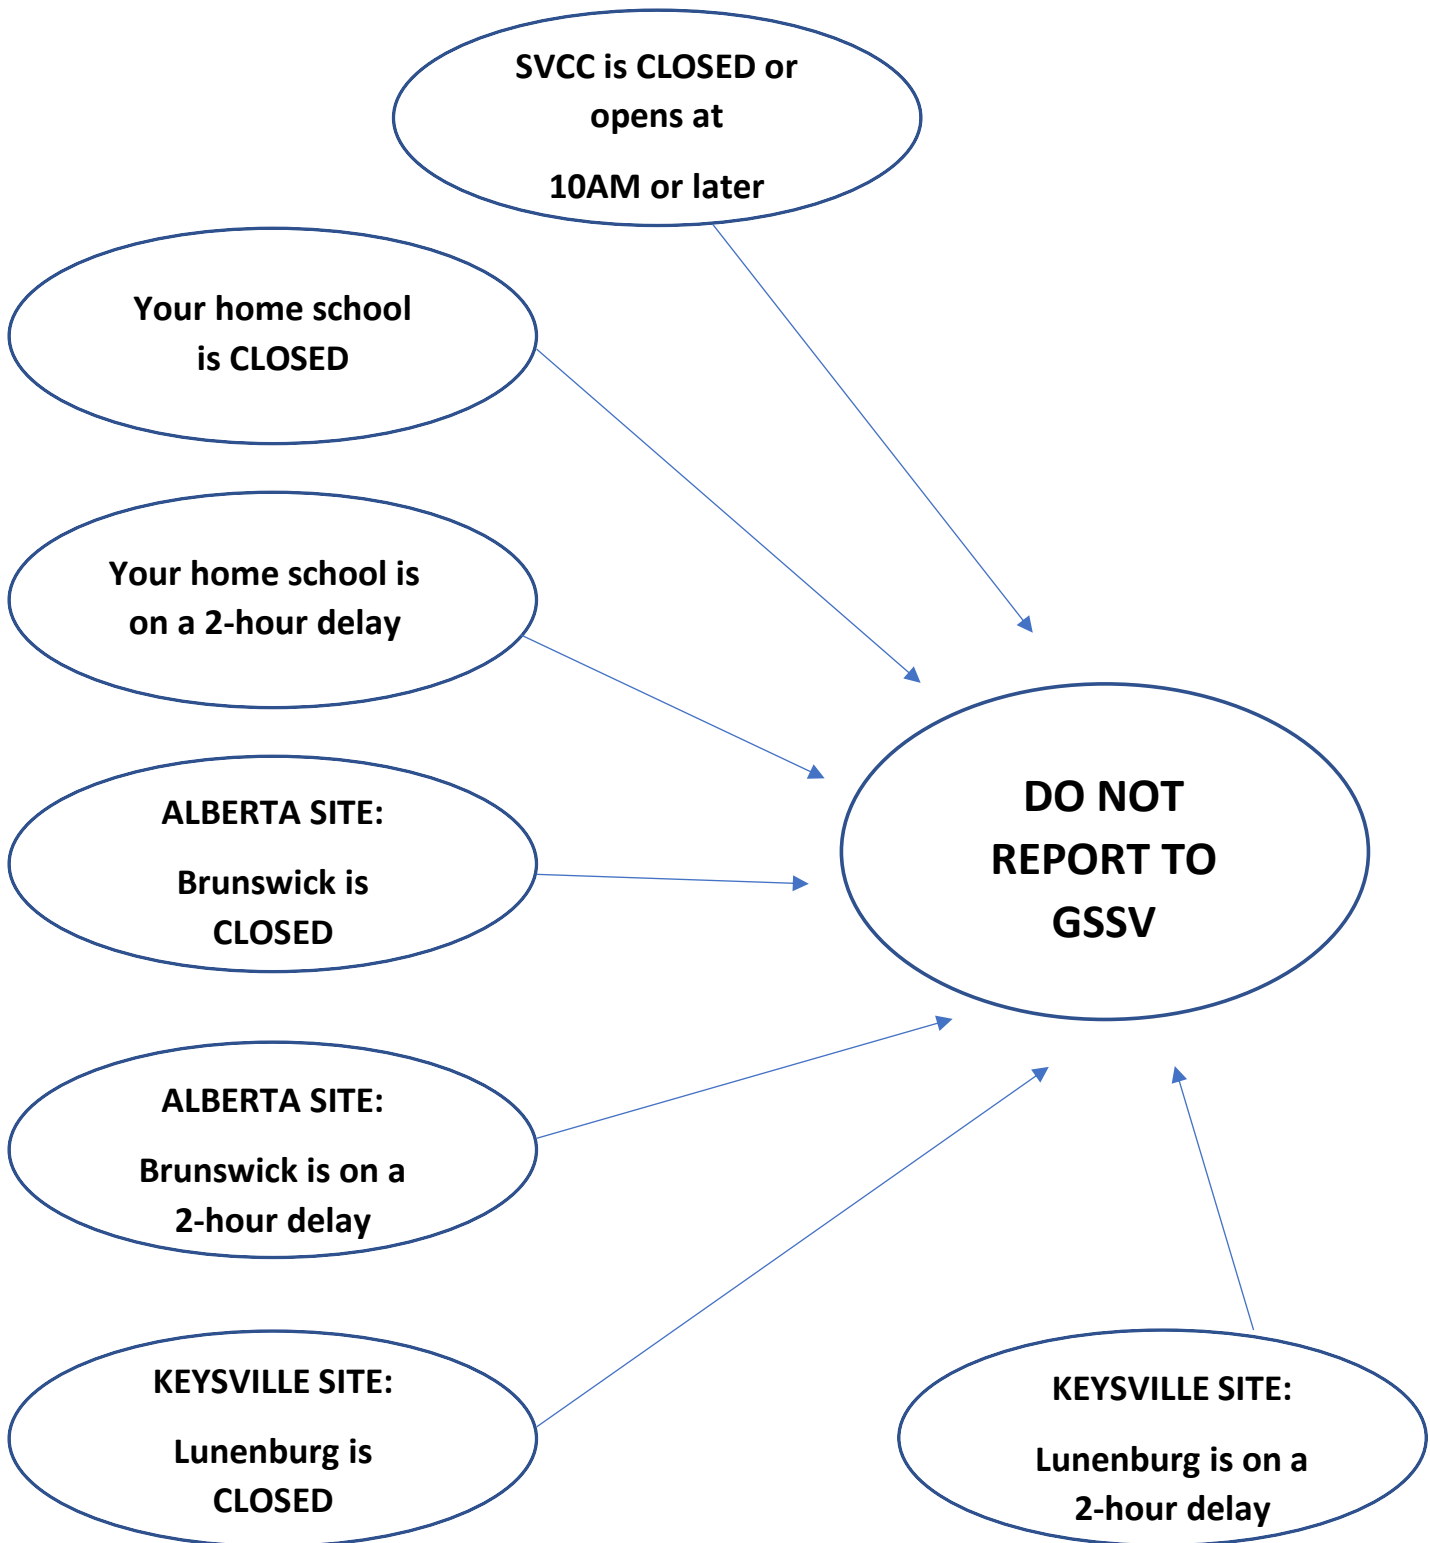 SVCC is CLOSED or
opens at
10AM or later
Your home school
is CLOSED
Your home school is
on a 2-hour delay
ALBERTA SITE:
Brunswick is
CLOSED
DO NOT
REPORT TO
GSSV
ALBERTA SITE:
Brunswick is on a
2-hour delay
KEYSVILLE SITE:
Lunenburg is
CLOSED
KEYSVILLE SITE:
Lunenburg is on a
2-hour delay